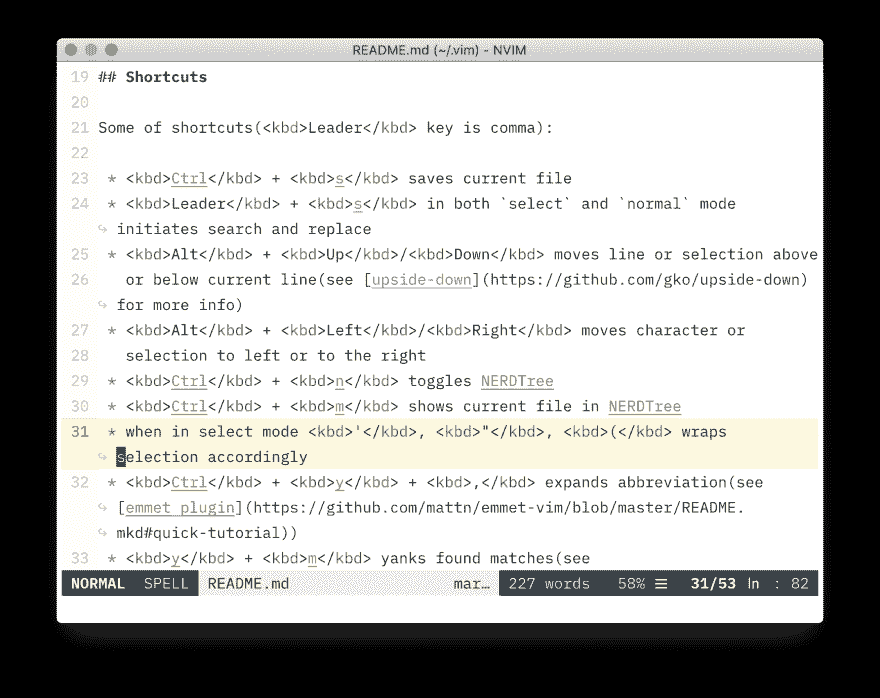 README.md (~/.vim) - NVIM
19 ## Shortcuts
20
21 Some of shortcuts(<kbd>Leader</kbd> key is comma):
22
23 * <kbd>Ctrl</kbd> + <kbd>s</kbd> saves current file
24 * <kbd>Leader</kbd> + <kbd>s</kbd> in both `select` and `normal` mode
↪ initiates search and replace
25 * <kbd>Alt</kbd> + <kbd>Up</kbd>/<kbd>Down</kbd> moves line or selection above
26 or below current line(see [upside-down](https://github.com/gko/upside-down)
↪ for more info)
27 * <kbd>Alt</kbd> + <kbd>Left</kbd>/<kbd>Right</kbd> moves character or
28 selection to left or to the right
29 * <kbd>Ctrl</kbd> + <kbd>n</kbd> toggles NERDTree
30 * <kbd>Ctrl</kbd> + <kbd>m</kbd> shows current file in NERDTree
31 * when in select mode <kbd>'</kbd>, <kbd>"</kbd>, <kbd>(</kbd> wraps
↪ selection accordingly
32 * <kbd>Ctrl</kbd> + <kbd>y</kbd> + <kbd>,</kbd> expands abbreviation(see
↪ [emmet plugin](https://github.com/mattn/emmet-vim/blob/master/README.
↪ mkd#quick-tutorial))
33 * <kbd>y</kbd> + <kbd>m</kbd> yanks found matches(see
NORMAL SPELL README.md mar… 227 words 58% ☰ 31/53 ln : 82